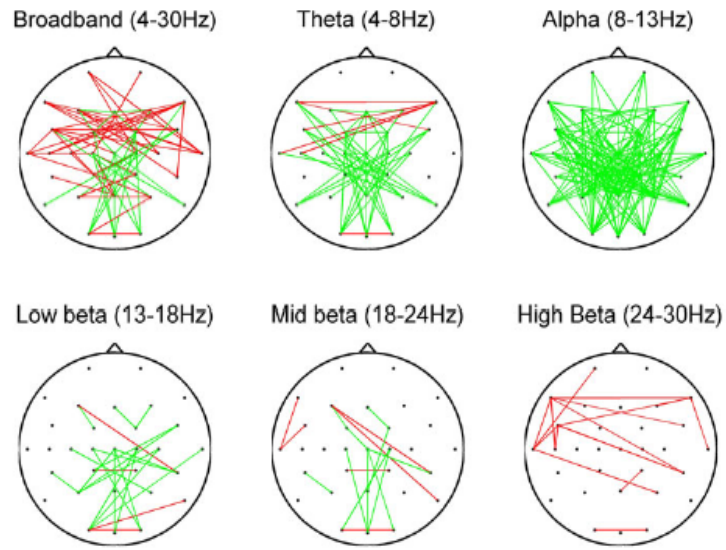 Broadband (4-30Hz)
Theta (4-8Hz)
Alpha (8-13Hz)
Low beta (13-18Hz)
Mid beta (18-24Hz)
High Beta (24-30Hz)